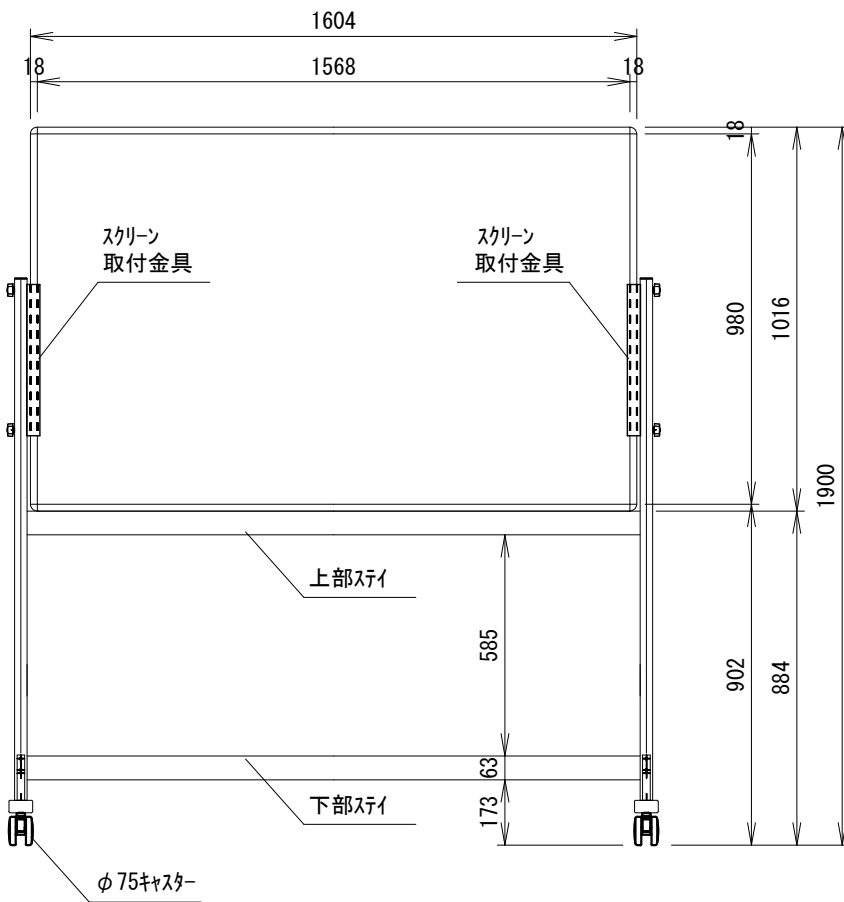 1604
18
1568
18
18
スクリーン
取付金具
スクリーン
取付金具
980
1016
1900
上部ステイ
585
902
884
63
下部ステイ
173
φ75キャスター